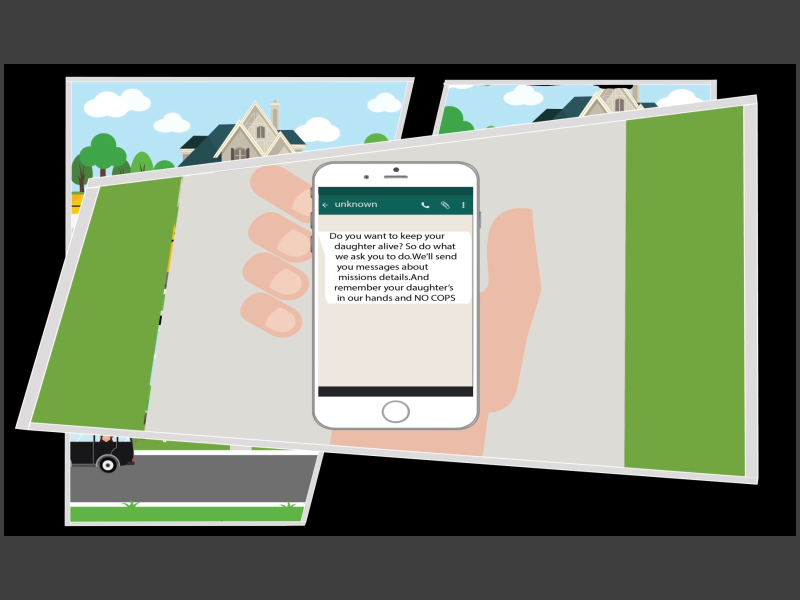 unknown
Do you want to keep your
daughter alive? So do what
we ask you to do.We'll send
you messages about
missions details.And
remember your daughter's
in our hands and NO COPS